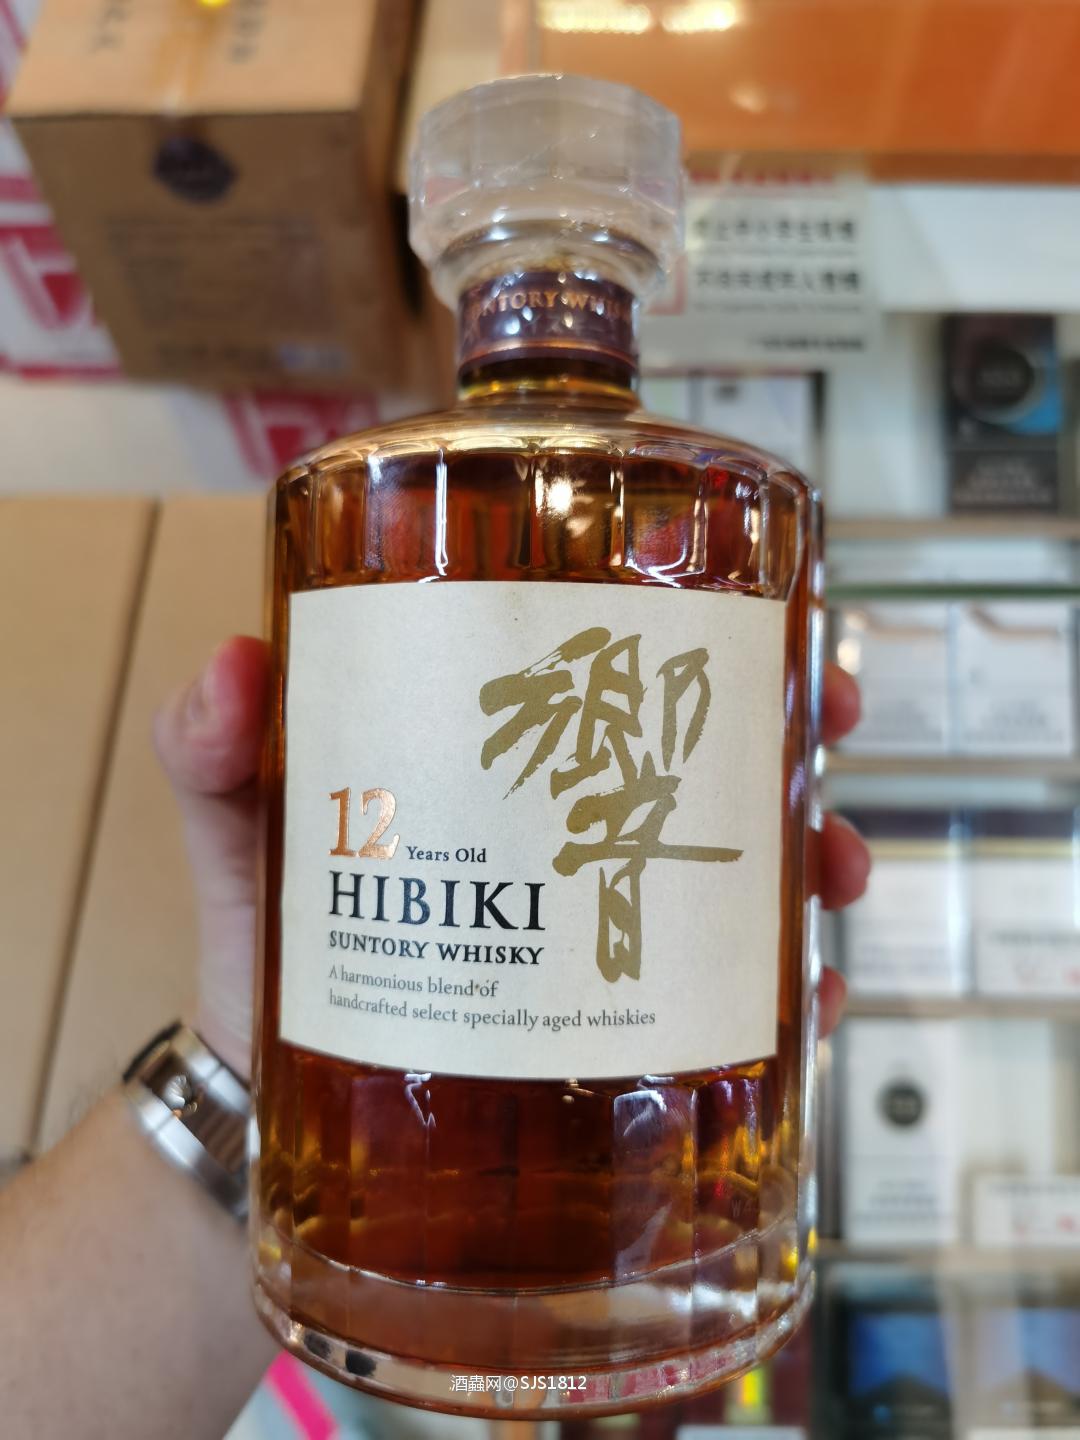 SUNTORY WHIS
響
12 Years Old
HIBIKI
SUNTORY WHISKY
A harmonious blend of
handcrafted select specially aged whiskies
酒蟲网@SJS1812